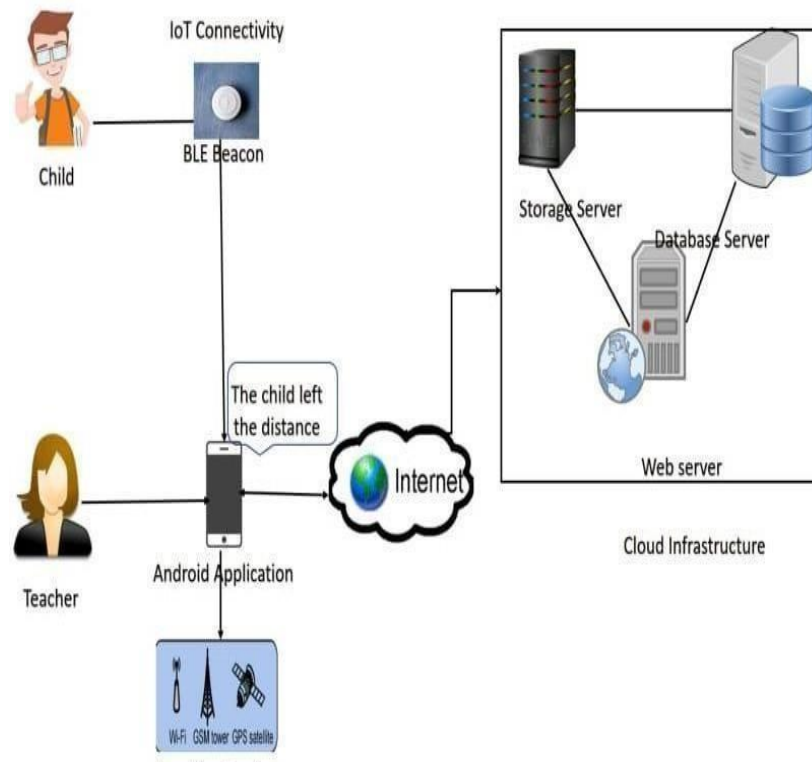 IoT Connectivity
BLE Beacon
Child
Storage Server
Database Server
The child left
the distance
Internet
Web server
Cloud Infrastructure
Android Application
Teacher
Wi-Fi GSM tower GPS satellite